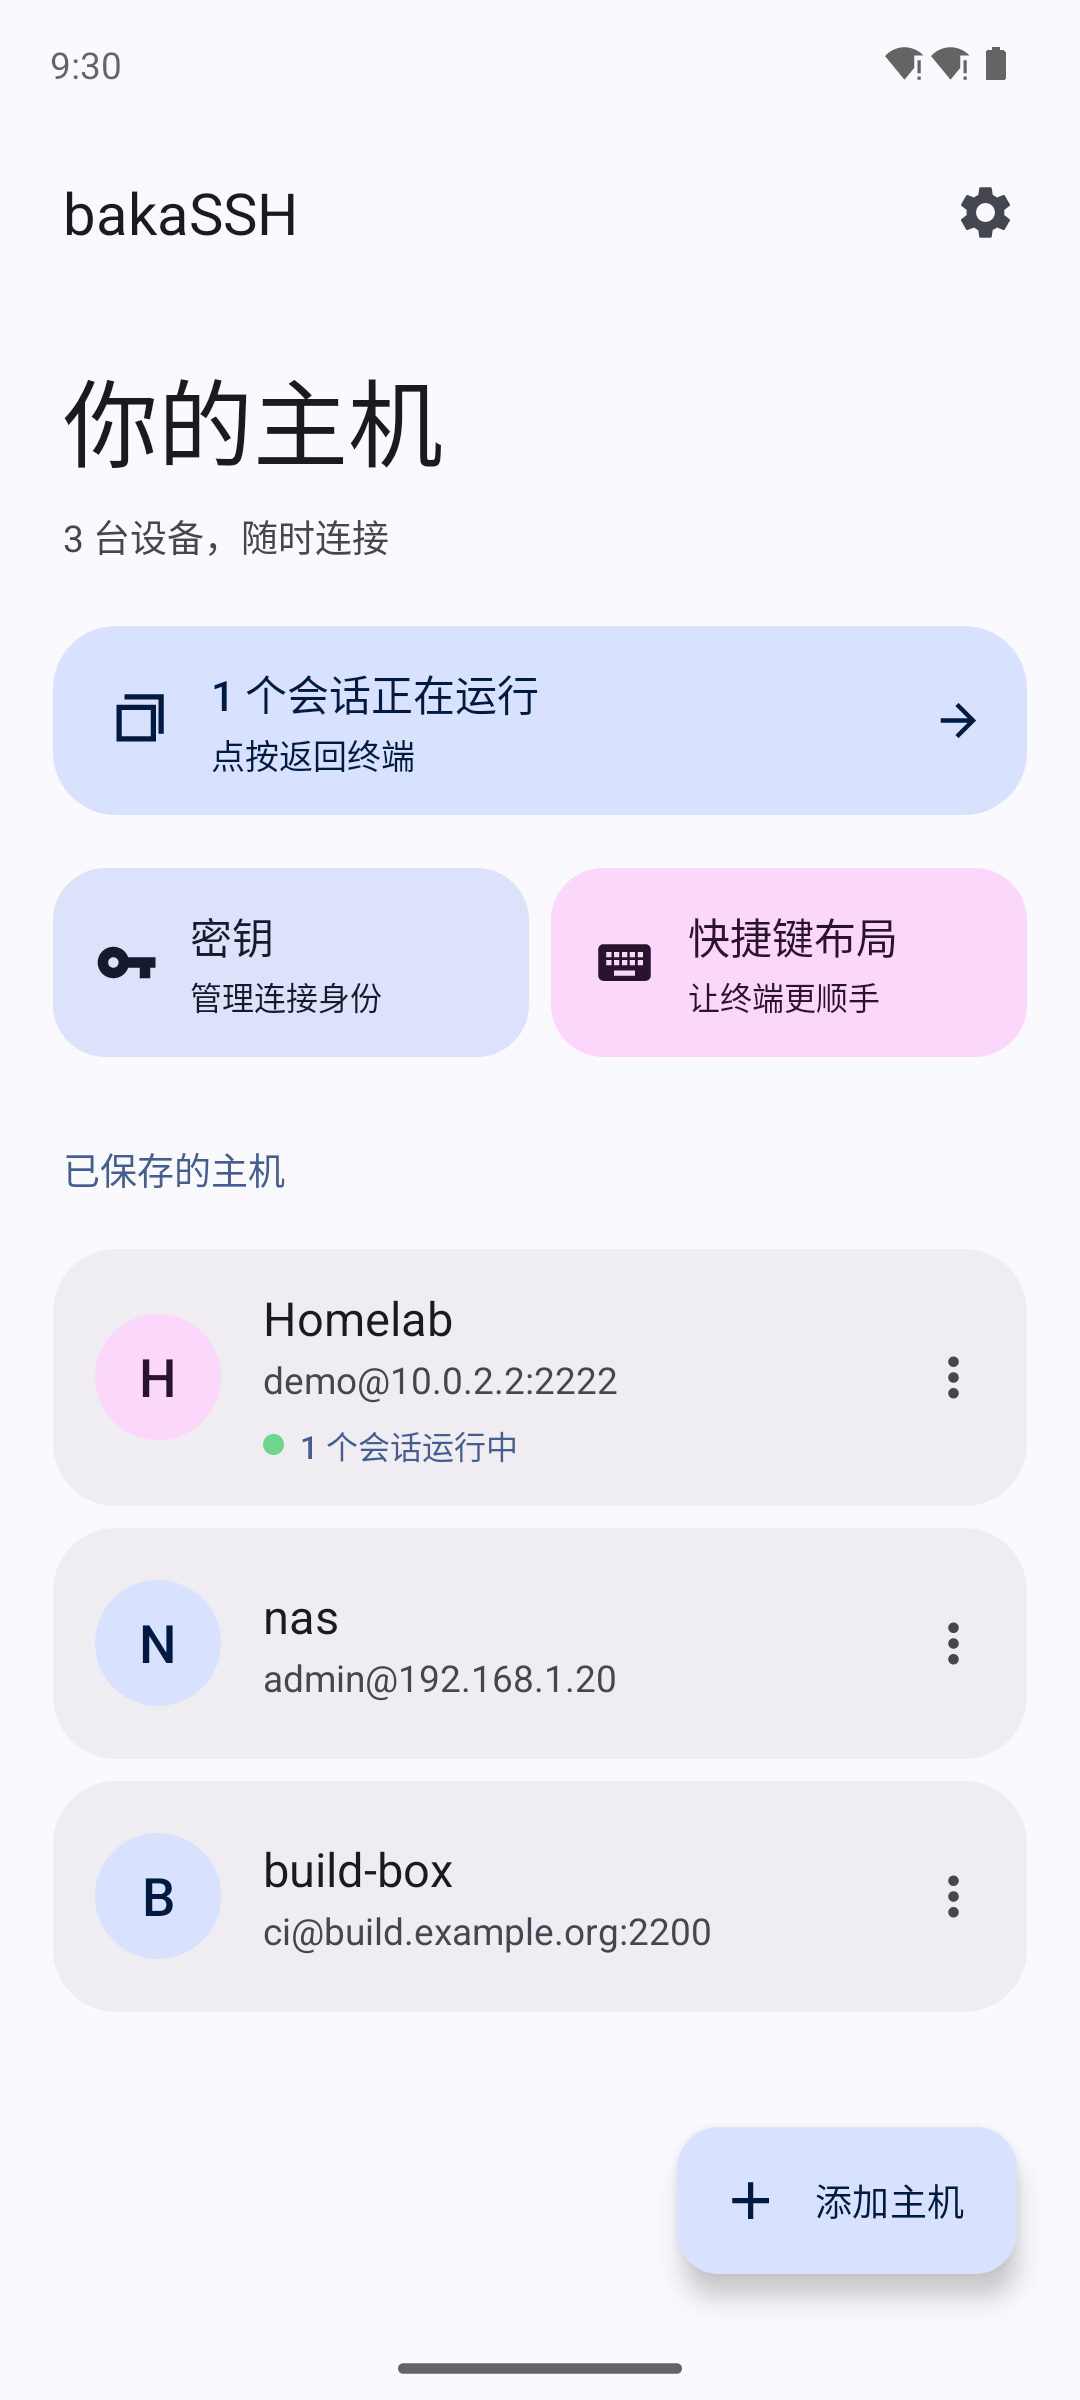 9:30
bakaSSH
你的主机
3 台设备，随时连接
1 个会话正在运行
点按返回终端
密钥
管理连接身份
快捷键布局
让终端更顺手
已保存的主机
H
Homelab
demo@10.0.2.2:2222
1 个会话运行中
N
nas
admin@192.168.1.20
B
build-box
ci@build.example.org:2200
添加主机